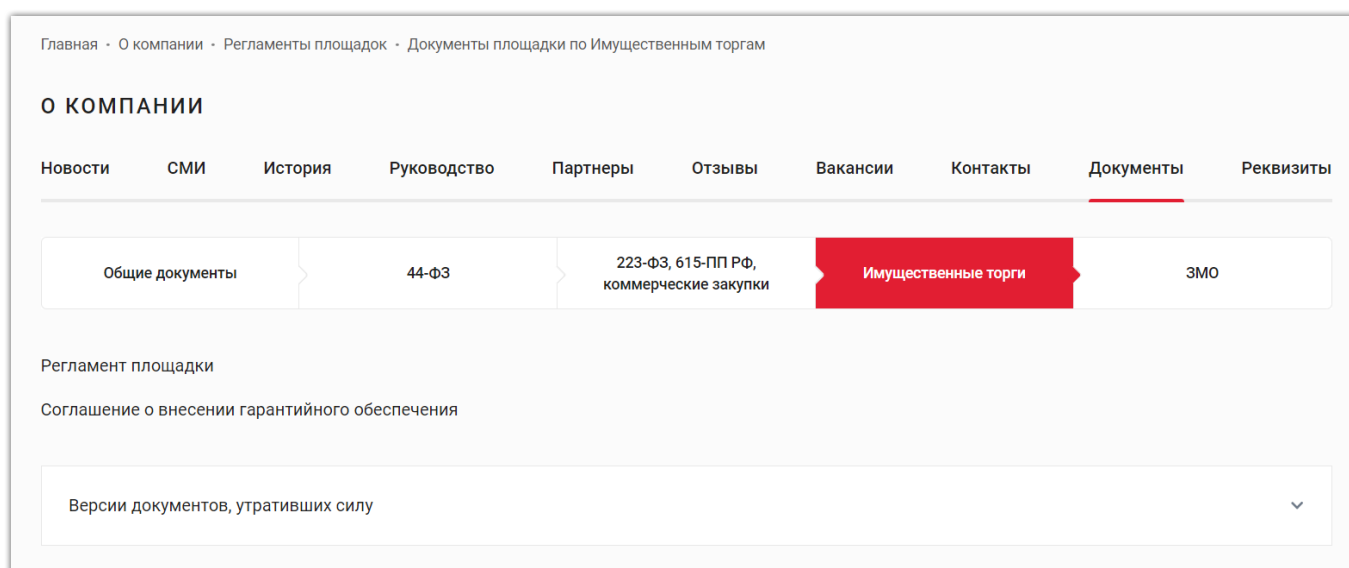 Главная • О компании • Регламенты площадок • Документы площадки по Имущественным торгам
О КОМПАНИИ
Новости СМИ История Руководство Партнеры Отзывы Вакансии Контакты Документы Реквизиты
Общие документы 44-ФЗ 223-ФЗ, 615-ПП РФ, коммерческие закупки Имущественные торги ЗМО
Регламент площадки
Соглашение о внесении гарантийного обеспечения
Версии документов, утративших силу